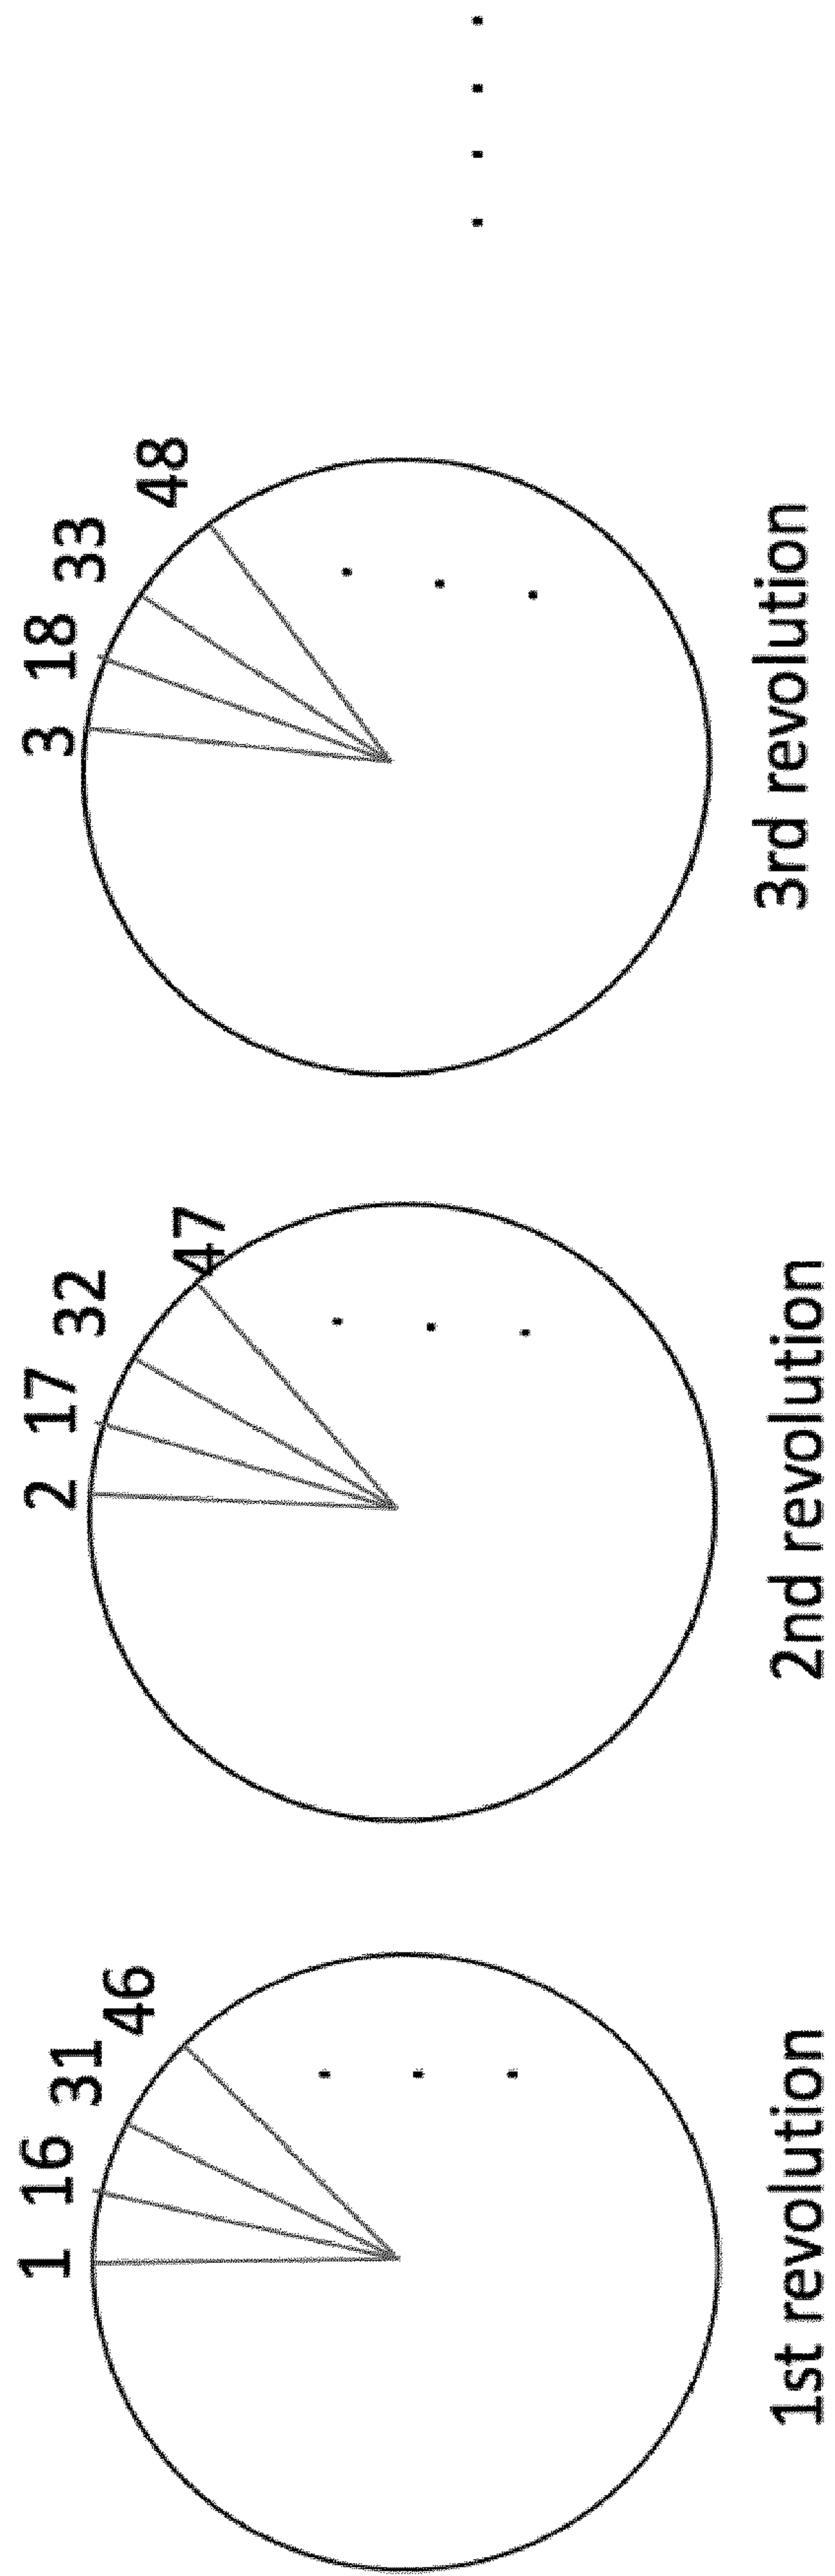 1 16 31 46
1st revolution
2 17 32 47
2nd revolution
3 18 33 48
3rd revolution